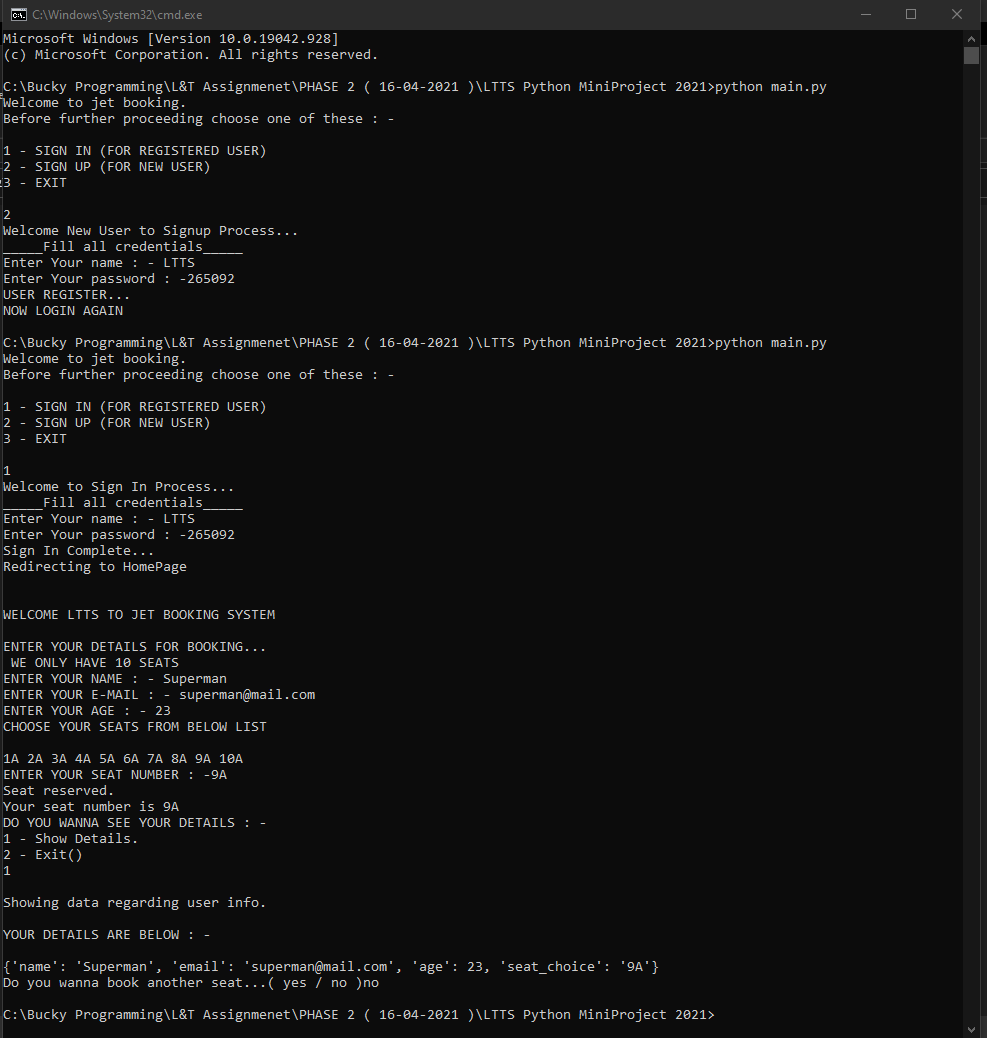 C:\Windows\System32\cmd.exe
Microsoft Windows [Version 10.0.19042.928]
(c) Microsoft Corporation. All rights reserved.
C:\Bucky Programming\L&T Assignmenet\PHASE 2 ( 16-04-2021 )\LTTS Python MiniProject 2021>python main.py
Welcome to jet booking.
Before further proceeding choose one of these : -
1 - SIGN IN (FOR REGISTERED USER)
2 - SIGN UP (FOR NEW USER)
3 - EXIT
2
Welcome New User to Signup Process...
_____Fill all credentials_____
Enter Your name : - LTTS
Enter Your password : -265092
USER REGISTER...
NOW LOGIN AGAIN
C:\Bucky Programming\L&T Assignmenet\PHASE 2 ( 16-04-2021 )\LTTS Python MiniProject 2021>python main.py
Welcome to jet booking.
Before further proceeding choose one of these : -
1 - SIGN IN (FOR REGISTERED USER)
2 - SIGN UP (FOR NEW USER)
3 - EXIT
1
Welcome to Sign In Process...
_____Fill all credentials_____
Enter Your name : - LTTS
Enter Your password : -265092
Sign In Complete...
Redirecting to HomePage
WELCOME LTTS TO JET BOOKING SYSTEM
ENTER YOUR DETAILS FOR BOOKING...
WE ONLY HAVE 10 SEATS
ENTER YOUR NAME : - Superman
ENTER YOUR E-MAIL : - superman@mail.com
ENTER YOUR AGE : - 23
CHOOSE YOUR SEATS FROM BELOW LIST
1A 2A 3A 4A 5A 6A 7A 8A 9A 10A
ENTER YOUR SEAT NUMBER : -9A
Seat reserved.
Your seat number is 9A
DO YOU WANNA SEE YOUR DETAILS : -
1 - Show Details.
2 - Exit()
1
Showing data regarding user info.
YOUR DETAILS ARE BELOW : -
{'name': 'Superman', 'email': 'superman@mail.com', 'age': 23, 'seat_choice': '9A'}
Do you wanna book another seat...( yes / no )no
C:\Bucky Programming\L&T Assignmenet\PHASE 2 ( 16-04-2021 )\LTTS Python MiniProject 2021>